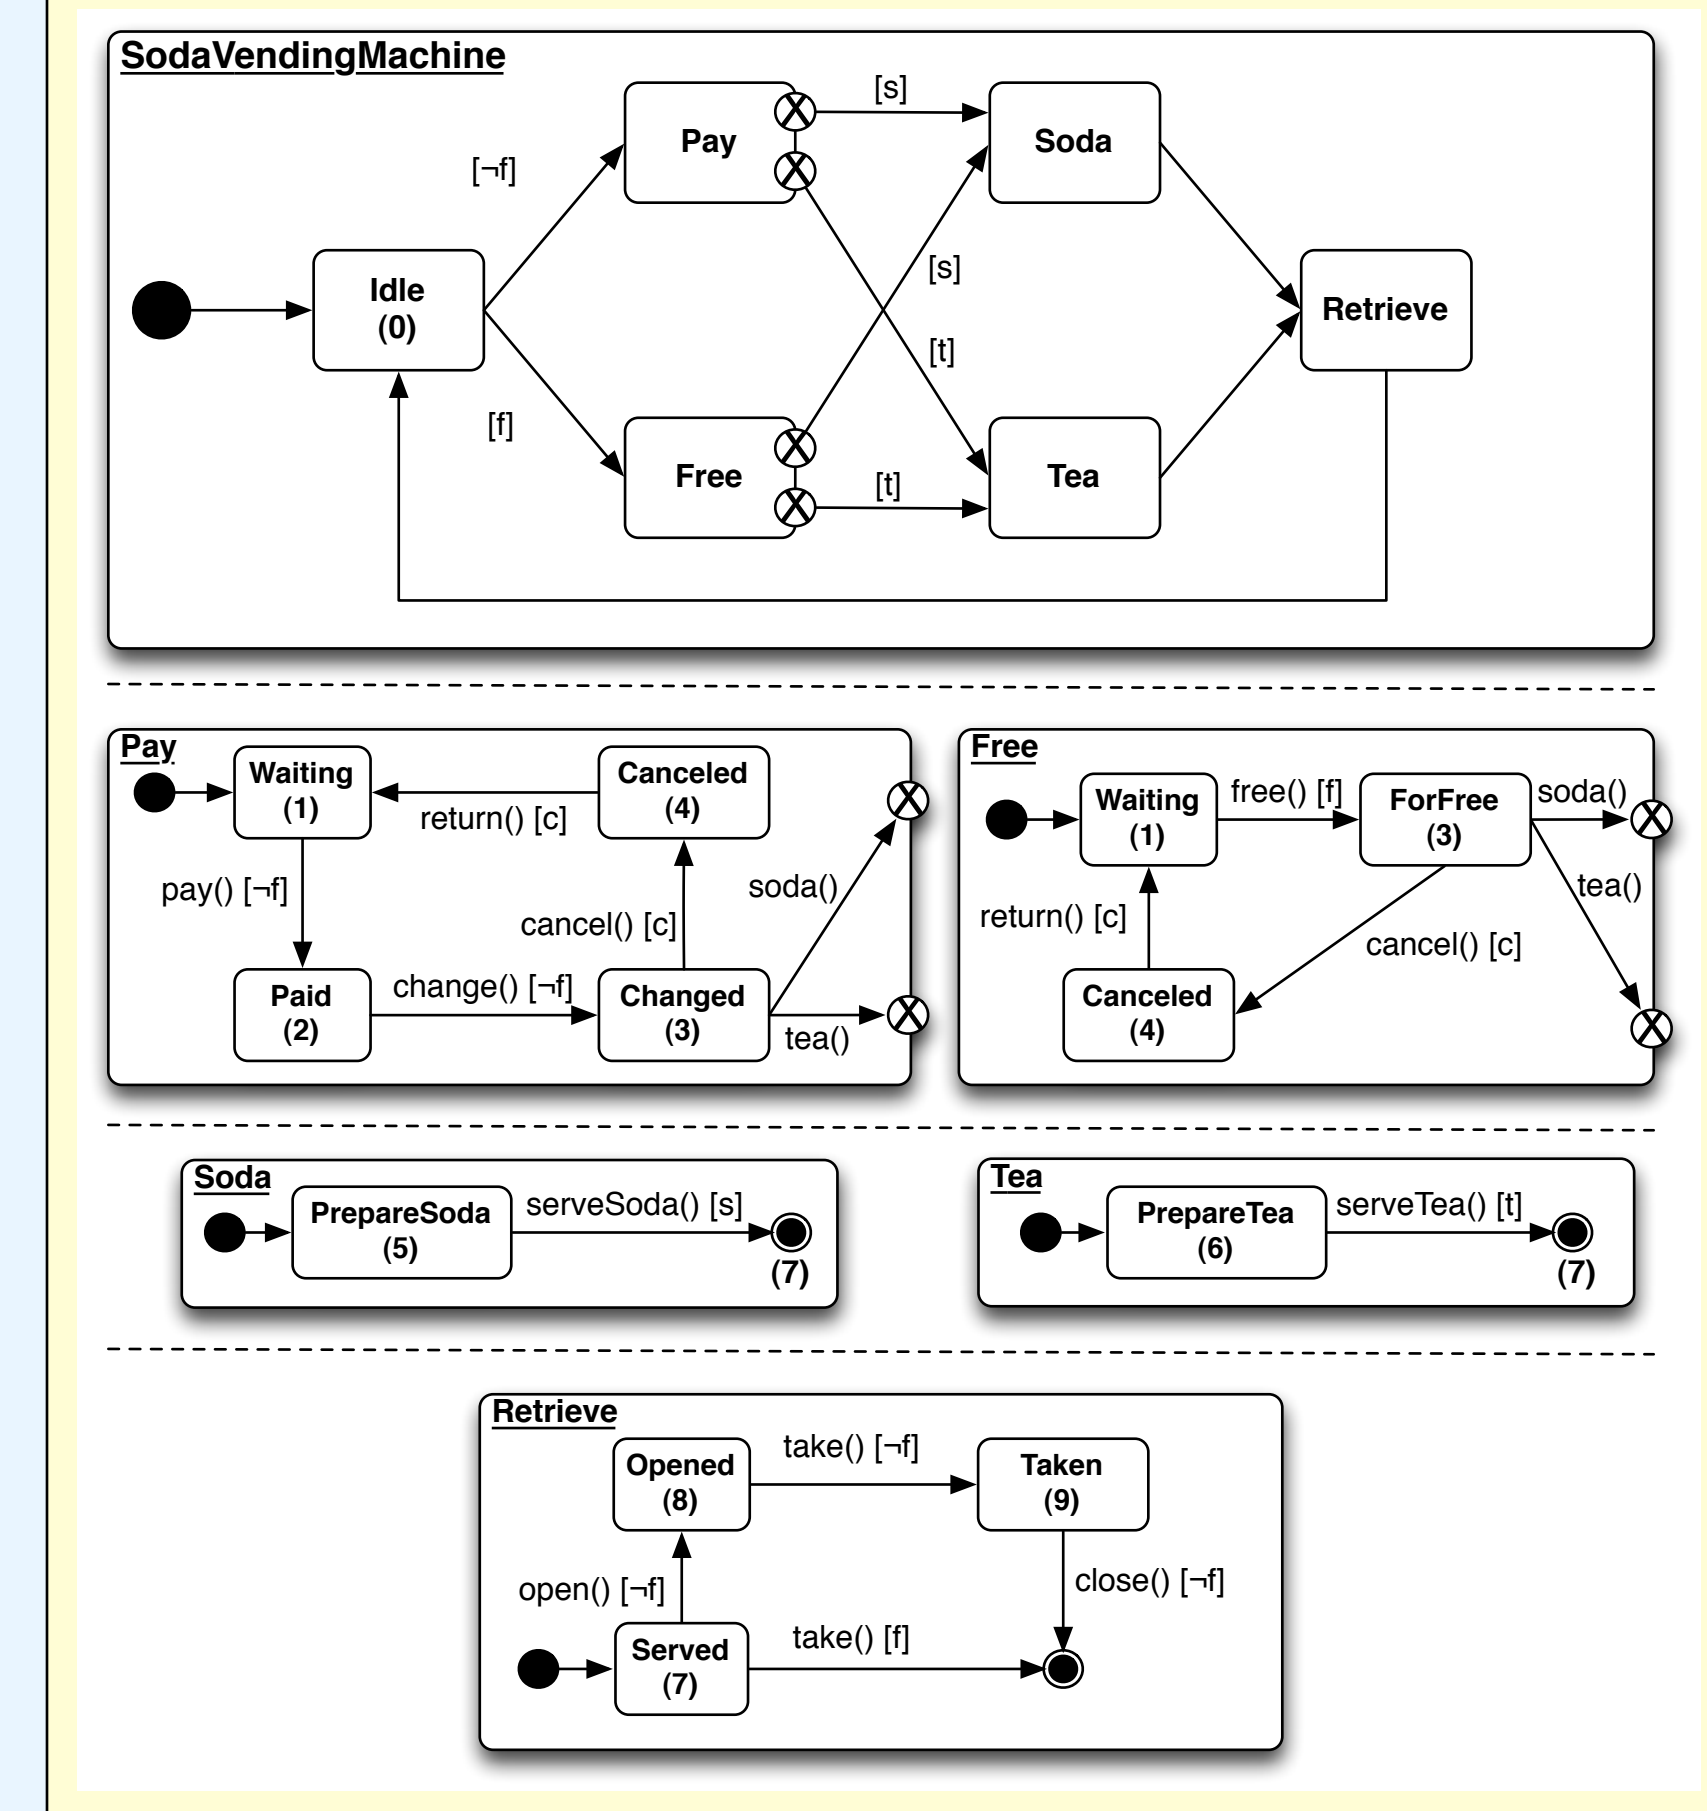 SodaVendingMachine
[s]
Pay
Soda
[¬f]
[s]
Idle
(0)
Retrieve
[t]
[f]
Free
[t]
Tea
Pay
Waiting
(1)
Canceled
(4)
return() [c]
pay() [¬f]
soda()
cancel() [c]
Paid
(2)
change() [¬f]
Changed
(3)
tea()
Free
Waiting
(1)
free() [f]
ForFree
(3)
soda()
tea()
return() [c]
cancel() [c]
Canceled
(4)
Soda
PrepareSoda
(5)
serveSoda() [s]
(7)
Tea
PrepareTea
(6)
serveTea() [t]
(7)
Retrieve
Opened
(8)
take() [¬f]
Taken
(9)
open() [¬f]
close() [¬f]
Served
(7)
take() [f]